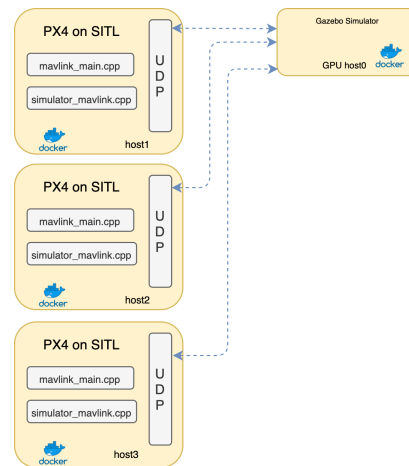 PX4 on SITL
mavlink_main.cpp
simulator_mavlink.cpp
U
D
P
docker
host1
Gazebo Simulator
GPU host0
docker
PX4 on SITL
mavlink_main.cpp
simulator_mavlink.cpp
U
D
P
docker
host2
PX4 on SITL
mavlink_main.cpp
simulator_mavlink.cpp
U
D
P
docker
host3